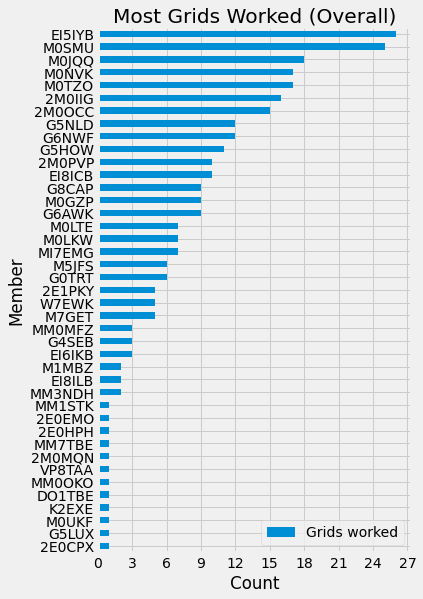 Most Grids Worked (Overall)
EI5IYB
M0SMU
M0JQQ
M0NVK
M0TZO
2M0IIG
2M0OCC
G5NLD
G6NWF
G5HOW
2M0PVP
EI8ICB
G8CAP
M0GZP
G6AWK
M0LTE
M0LKW
MI7EMG
M5JFS
G0TRT
2E1PKY
W7EWK
M7GET
MM0MFZ
G4SEB
EI6IKB
M1MBZ
EI8ILB
MM3NDH
MM1STK
2E0EMO
2E0HPH
MM7TBE
2M0MQN
VP8TAA
MM0OKO
DO1TBE
K2EXE
M0UKF
G5LUX
2E0CPX
Member
Grids worked
0 3 6 9 12 15 18 21 24 27
Count